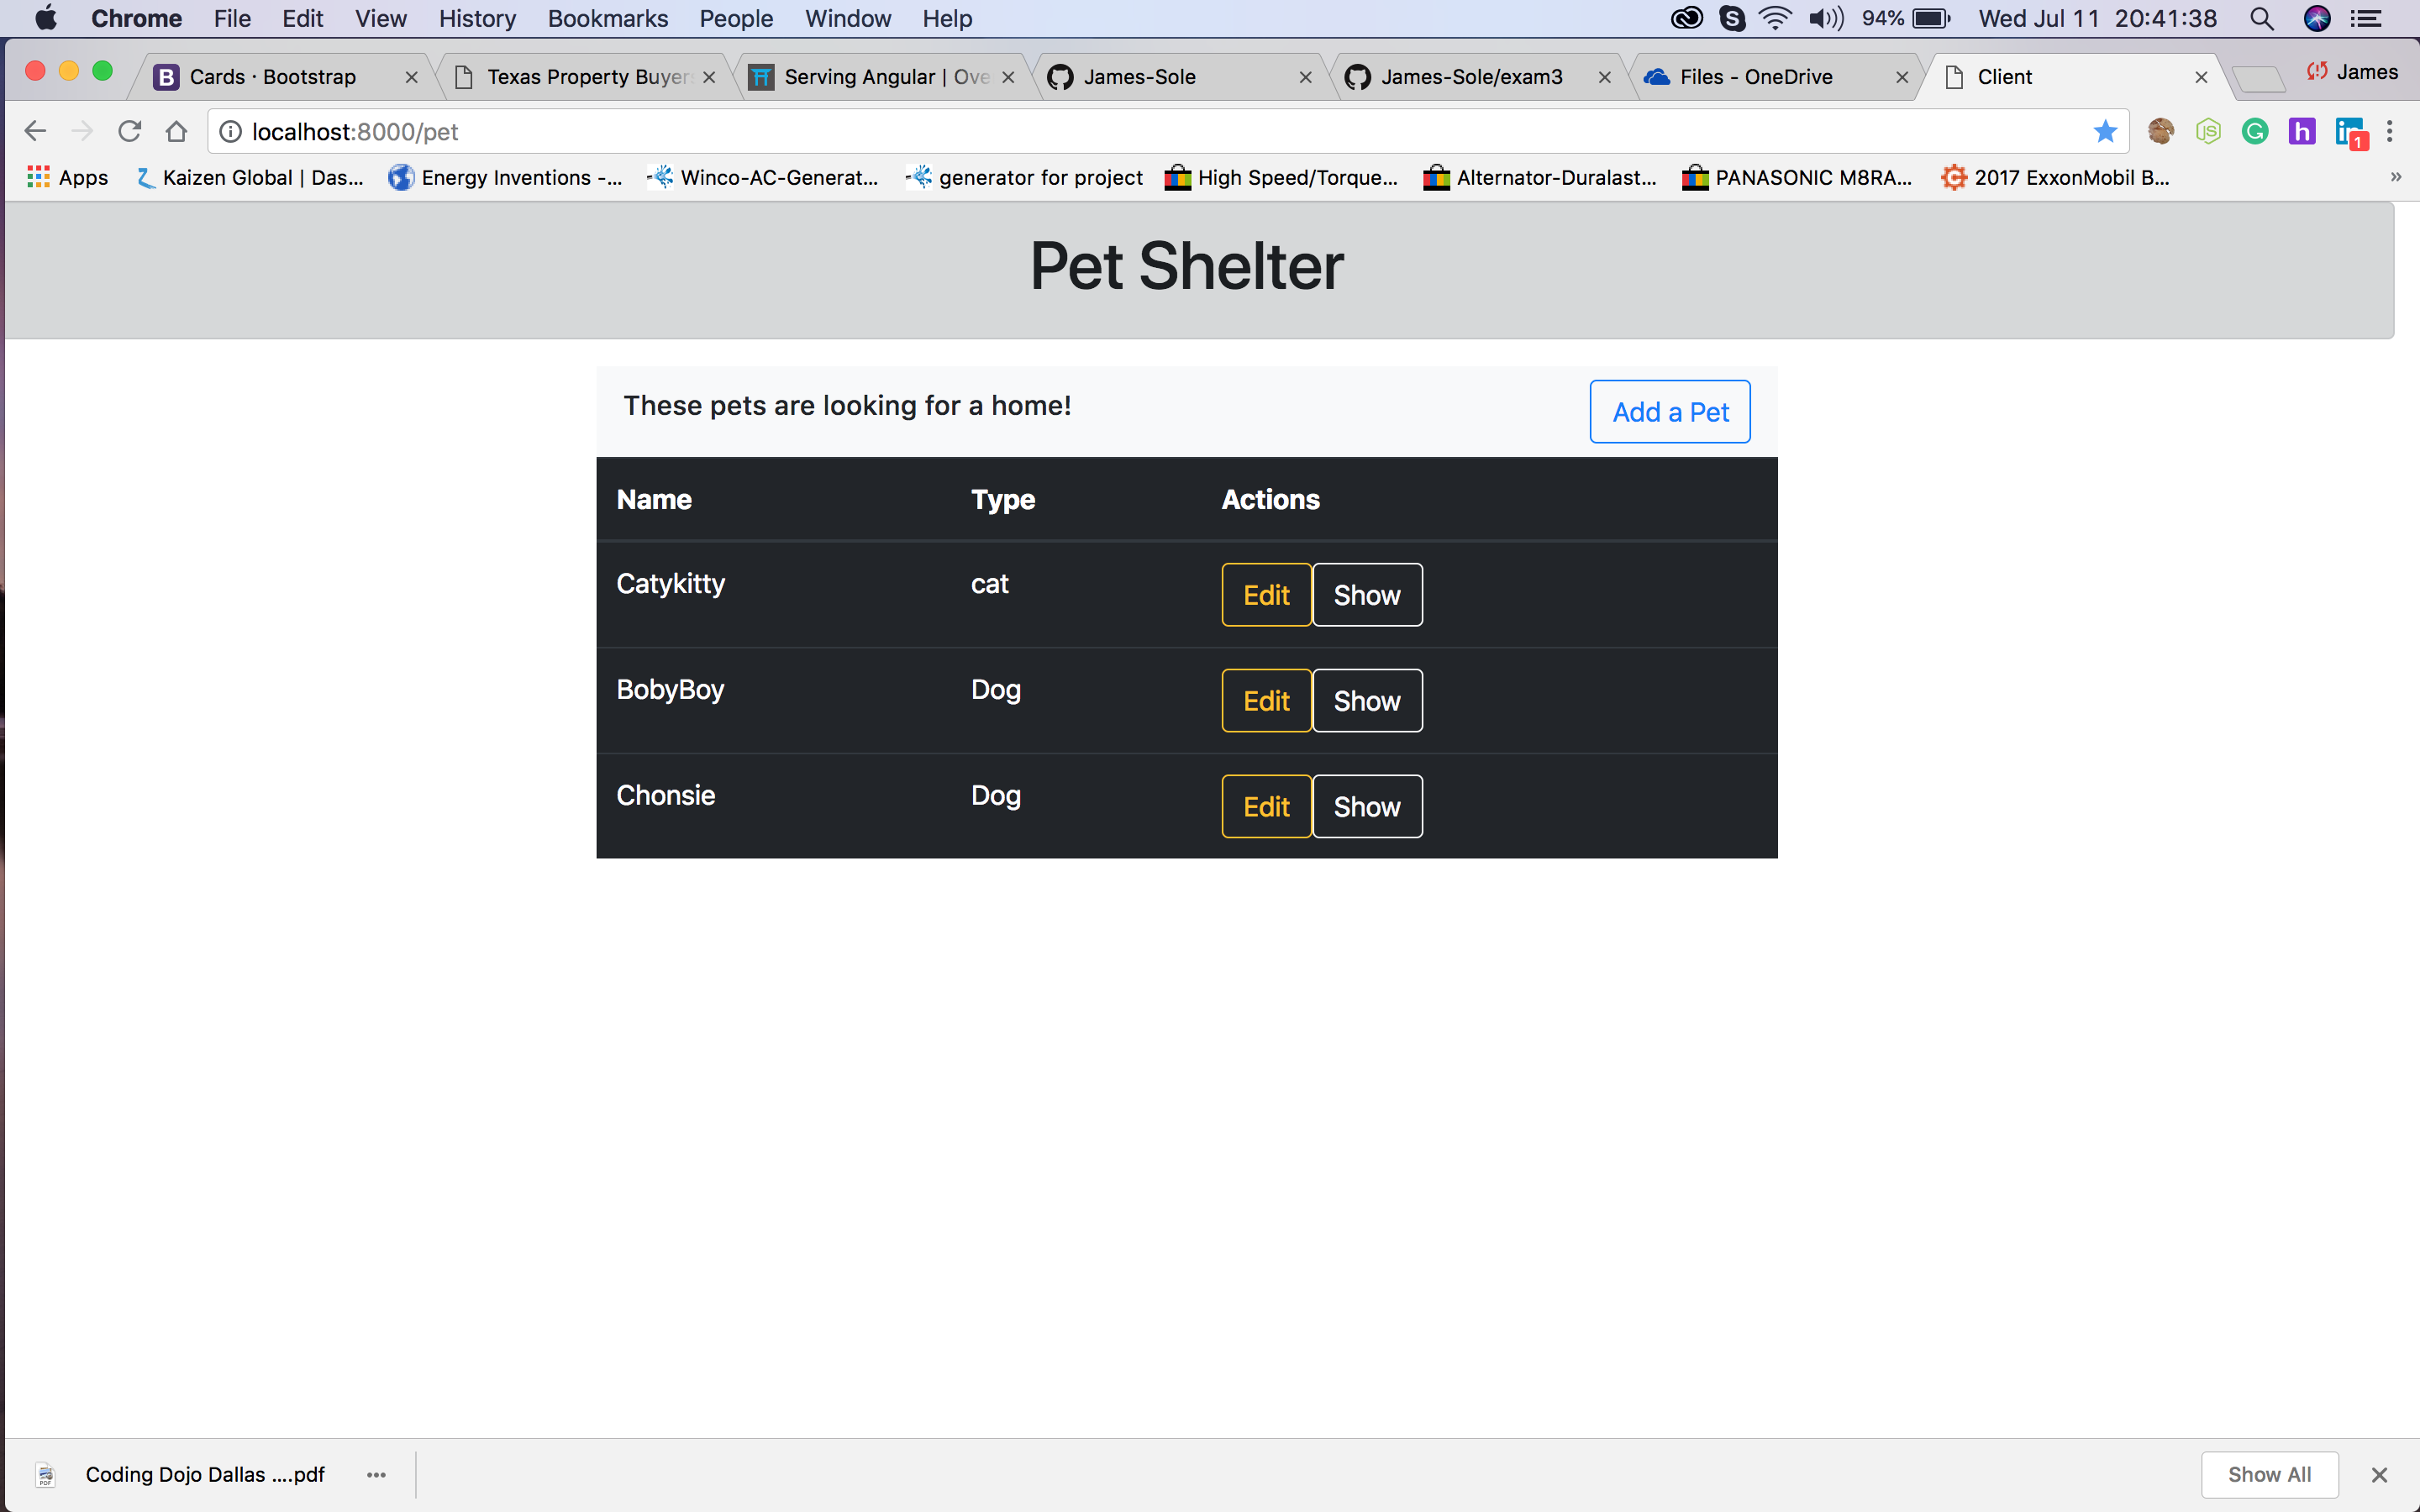 Chrome File Edit View History Bookmarks People Window Help 94% Wed Jul 11 20:41:38
Cards · Bootstrap Texas Property Buyers Serving Angular | Ove James-Sole James-Sole/exam3 Files - OneDrive Client James
localhost:8000/pet
Apps Kaizen Global | Das... Energy Inventions -... Winco-AC-Generat... generator for project High Speed/Torque... Alternator-Duralast... PANASONIC M8RA... 2017 ExxonMobil B... »
Pet Shelter
These pets are looking for a home! Add a Pet
Name Type Actions
Catykitty cat Edit Show
BobyBoy Dog Edit Show
Chonsie Dog Edit Show
Coding Dojo Dallas ....pdf Show All